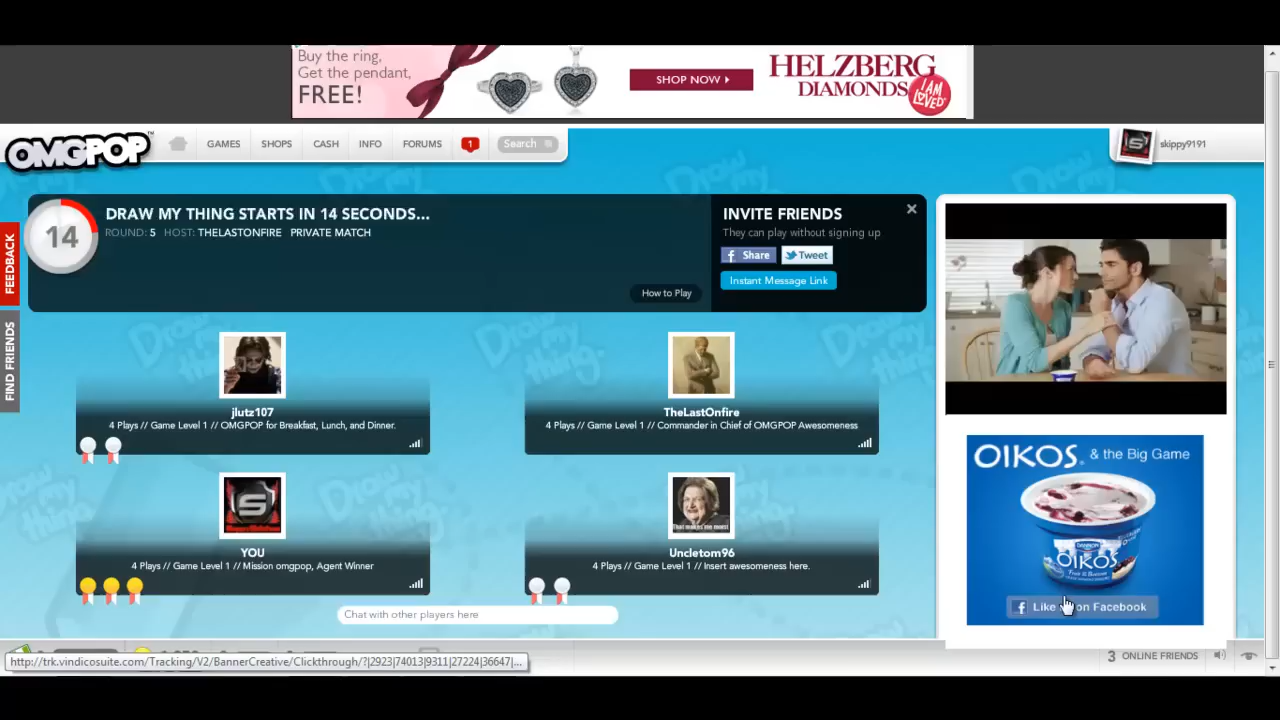 Buy the ring,
Get the pendant,
FREE!
SHOP NOW
HELZBERG
DIAMONDS
I AM
LOVED
OMGPOP
GAMES SHOPS CASH INFO FORUMS 1 Search
skippy9191
14
DRAW MY THING STARTS IN 14 SECONDS...
ROUND: 5 HOST: THELASTONFIRE PRIVATE MATCH
How to Play
INVITE FRIENDS
They can play without signing up
f Share Tweet
Instant Message Link
FEEDBACK
FIND FRIENDS
jlutz107
4 Plays // Game Level 1 // OMGPOP for Breakfast, Lunch, and Dinner.
TheLastOnfire
4 Plays // Game Level 1 // Commander in Chief of OMGPOP Awesomeness
S
YOU
4 Plays // Game Level 1 // Mission omgpop, Agent Winner
That makes me moist
Uncletom96
4 Plays // Game Level 1 // Insert awesomeness here.
Chat with other players here
OIKOS. & the Big Game
DANNON
OIKOS
f Like on Facebook
http://trk.vindicosuite.com/Tracking/V2/BannerCreative/Clickthrough/?|2923|74013|9311|27224|36647|...
3 ONLINE FRIENDS